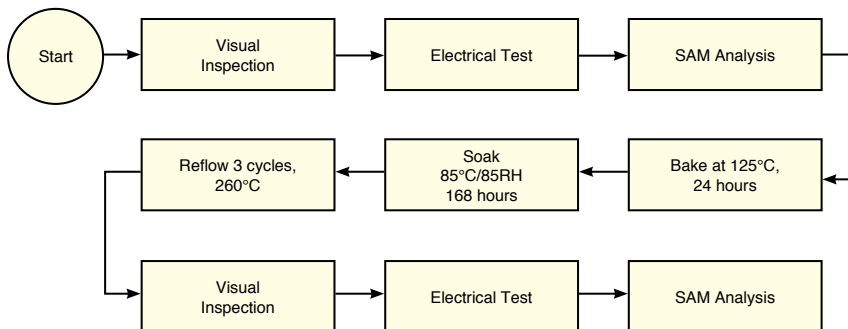 Start
Visual
Inspection
Electrical Test
SAM Analysis
Bake at 125°C,
24 hours
Soak
85°C/85RH
168 hours
Reflow 3 cycles,
260°C
Visual
Inspection
Electrical Test
SAM Analysis